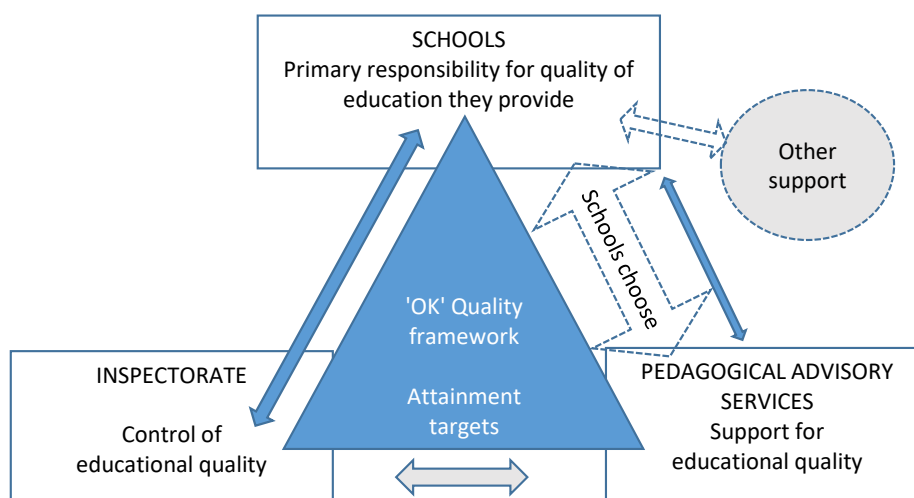 SCHOOLS
Primary responsibility for quality of
education they provide
Other
support
Schools choose
'OK' Quality
framework
Attainment
targets
INSPECTORATE
Control of
educational quality
PEDAGOGICAL ADVISORY
SERVICES
Support for
educational quality